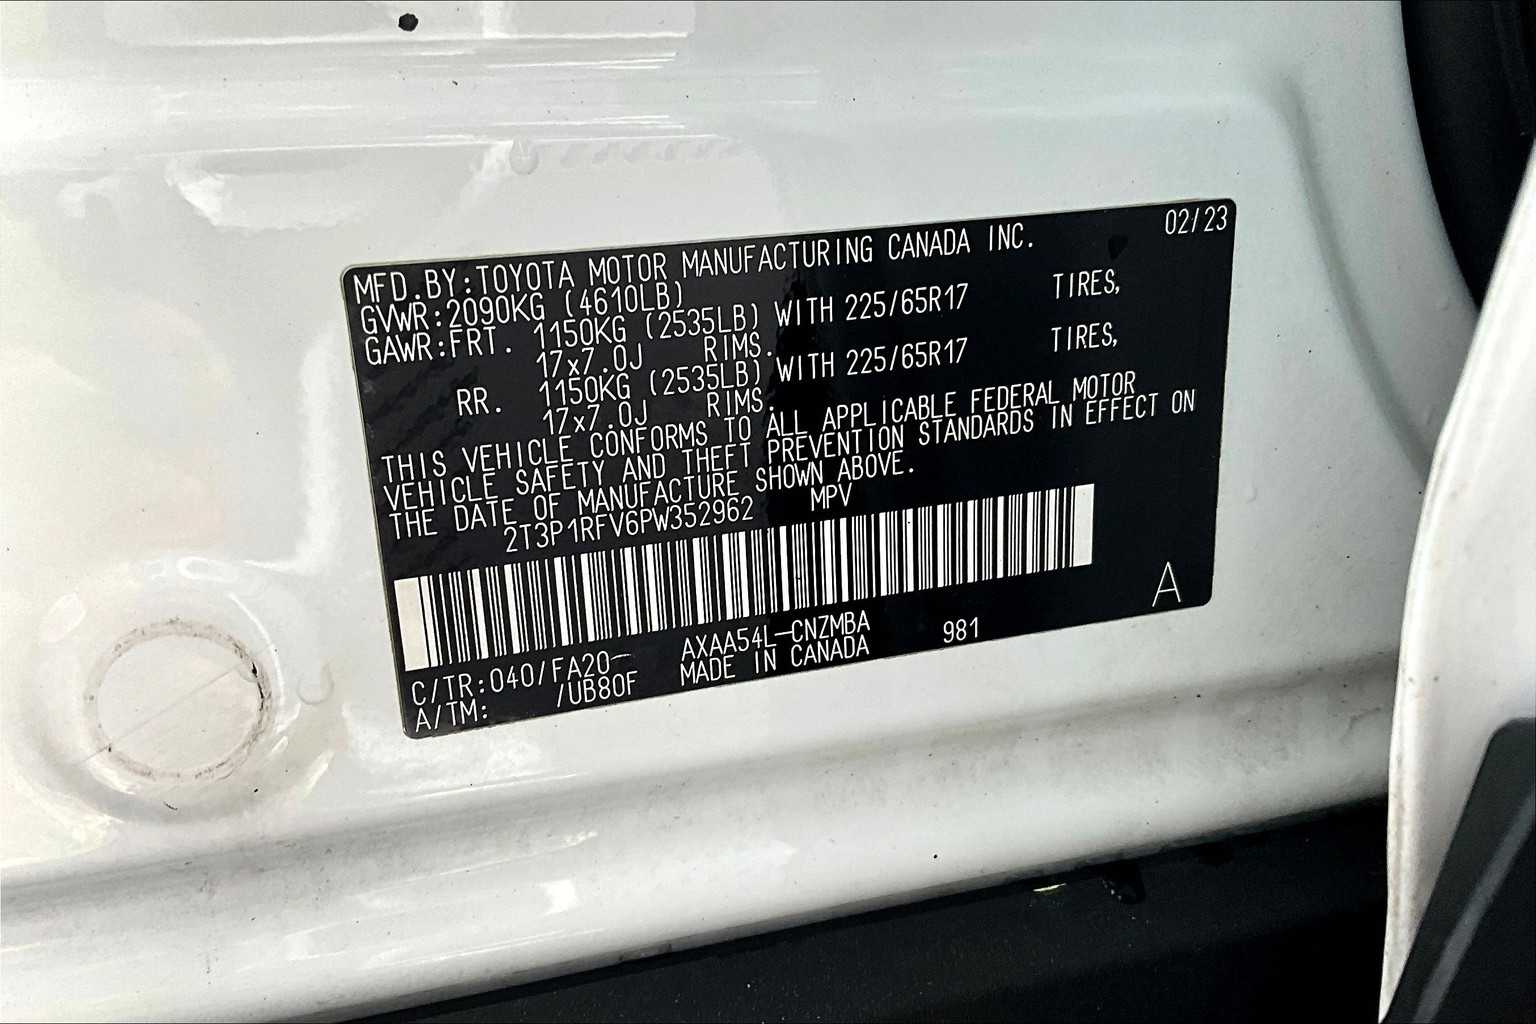 02/23
MFD.BY:TOYOTA MOTOR MANUFACTURING CANADA INC.
GVWR:2090KG (4610LB)
GAWR:FRT. 1150KG (2535LB) WITH 225/65R17 TIRES,
17x7.0J RIMS.
RR. 1150KG (2535LB) WITH 225/65R17 TIRES,
17x7.0J RIMS.
THIS VEHICLE CONFORMS TO ALL APPLICABLE FEDERAL MOTOR
VEHICLE SAFETY AND THEFT PREVENTION STANDARDS IN EFFECT ON
THE DATE OF MANUFACTURE SHOWN ABOVE.
2T3P1RFV6PW352962 MPV
A
C/TR:040/FA20— AXAA54L—CNZMBA 981
A/TM: /UB80F MADE IN CANADA